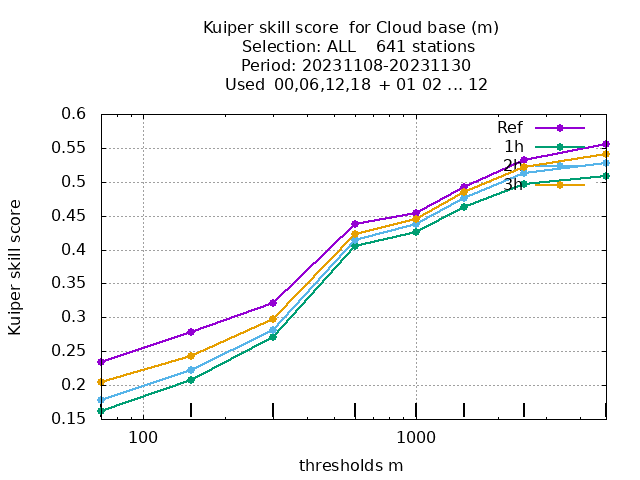 Kuiper skill score  for Cloud base (m)
Selection: ALL    641 stations
Period: 20231108-20231130
Used  00,06,12,18  + 01 02 ... 12
Kuiper skill score
0.6
0.55
0.5
0.45
0.4
0.35
0.3
0.25
0.2
0.15
100
1000
thresholds m
Ref
1h
2h
3h